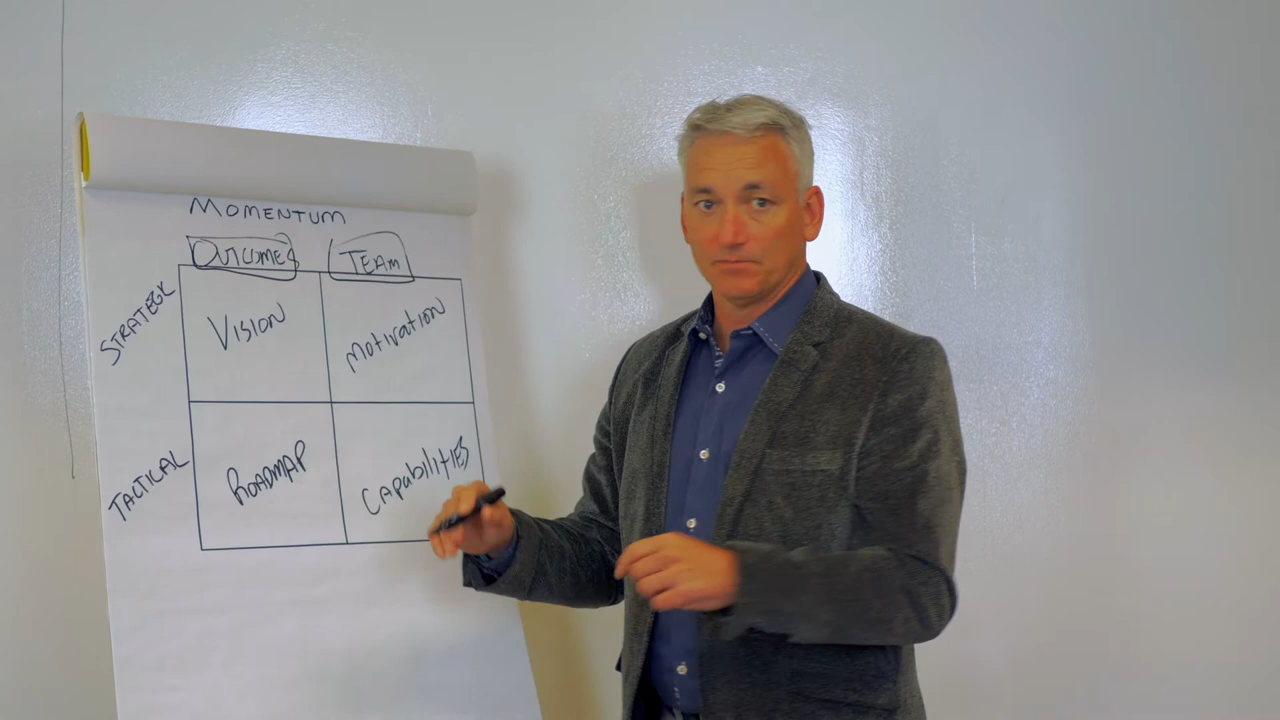 MOMENTUM
OUTCOMES TEAM
STRATEGIC
VISION Motivation
TACTICAL
ROADMAP CapabilitIES